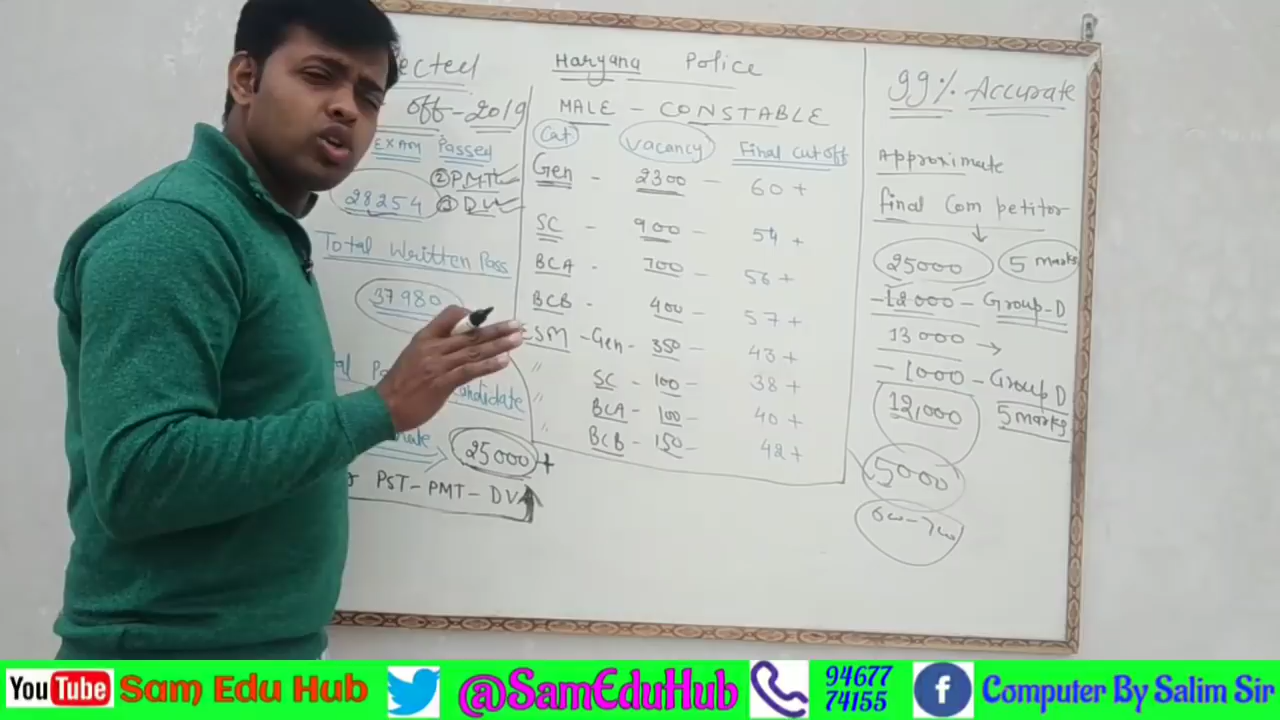 ected
off-2019
EXAM Passed
② PMT
28254 ③ DV
Total Written Pass
37980
Candidate
25000 +
PST-PMT-DV
Haryana Police
MALE - CONSTABLE
Cat Vacancy Final cutoff
Gen - 2300 - 60+
SC - 900 - 54+
BCA - 700 - 56+
BCB - 400 - 57+
ESM - Gen - 350 - 43+
" SC - 100 - 38+
" BCA - 100 - 40+
" BCB - 150 - 42+
99% Accurate
Approximate
final Competitor
25000 5 marks
-12000 - Group-D
13000 →
-1000 - Group D
12,000 5 marks
5000
YouTube Sam Edu Hub @SamEduHub 94677 Computer By Salim Sir
74155